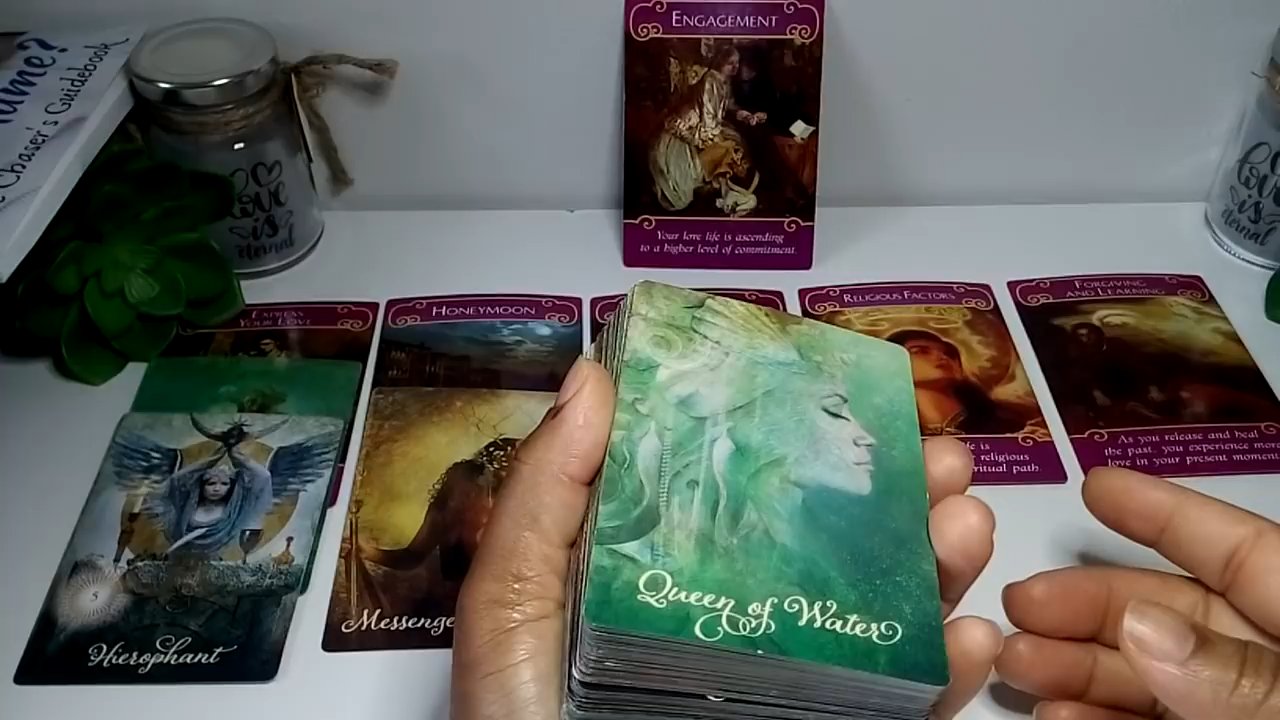 ame?
Chaser's Guidebook
love
is
eternal
ENGAGEMENT
Your love life is ascending
to a higher level of commitment.
love
is
eternal
EXPRESS
YOUR LOVE
HONEYMOON
RELIGIOUS FACTORS
life is
religious
spiritual path.
FORGIVING
AND LEARNING
As you release and heal
the past, you experience more
love in your present moment.
5
Hierophant
Messenge
Queen of Water